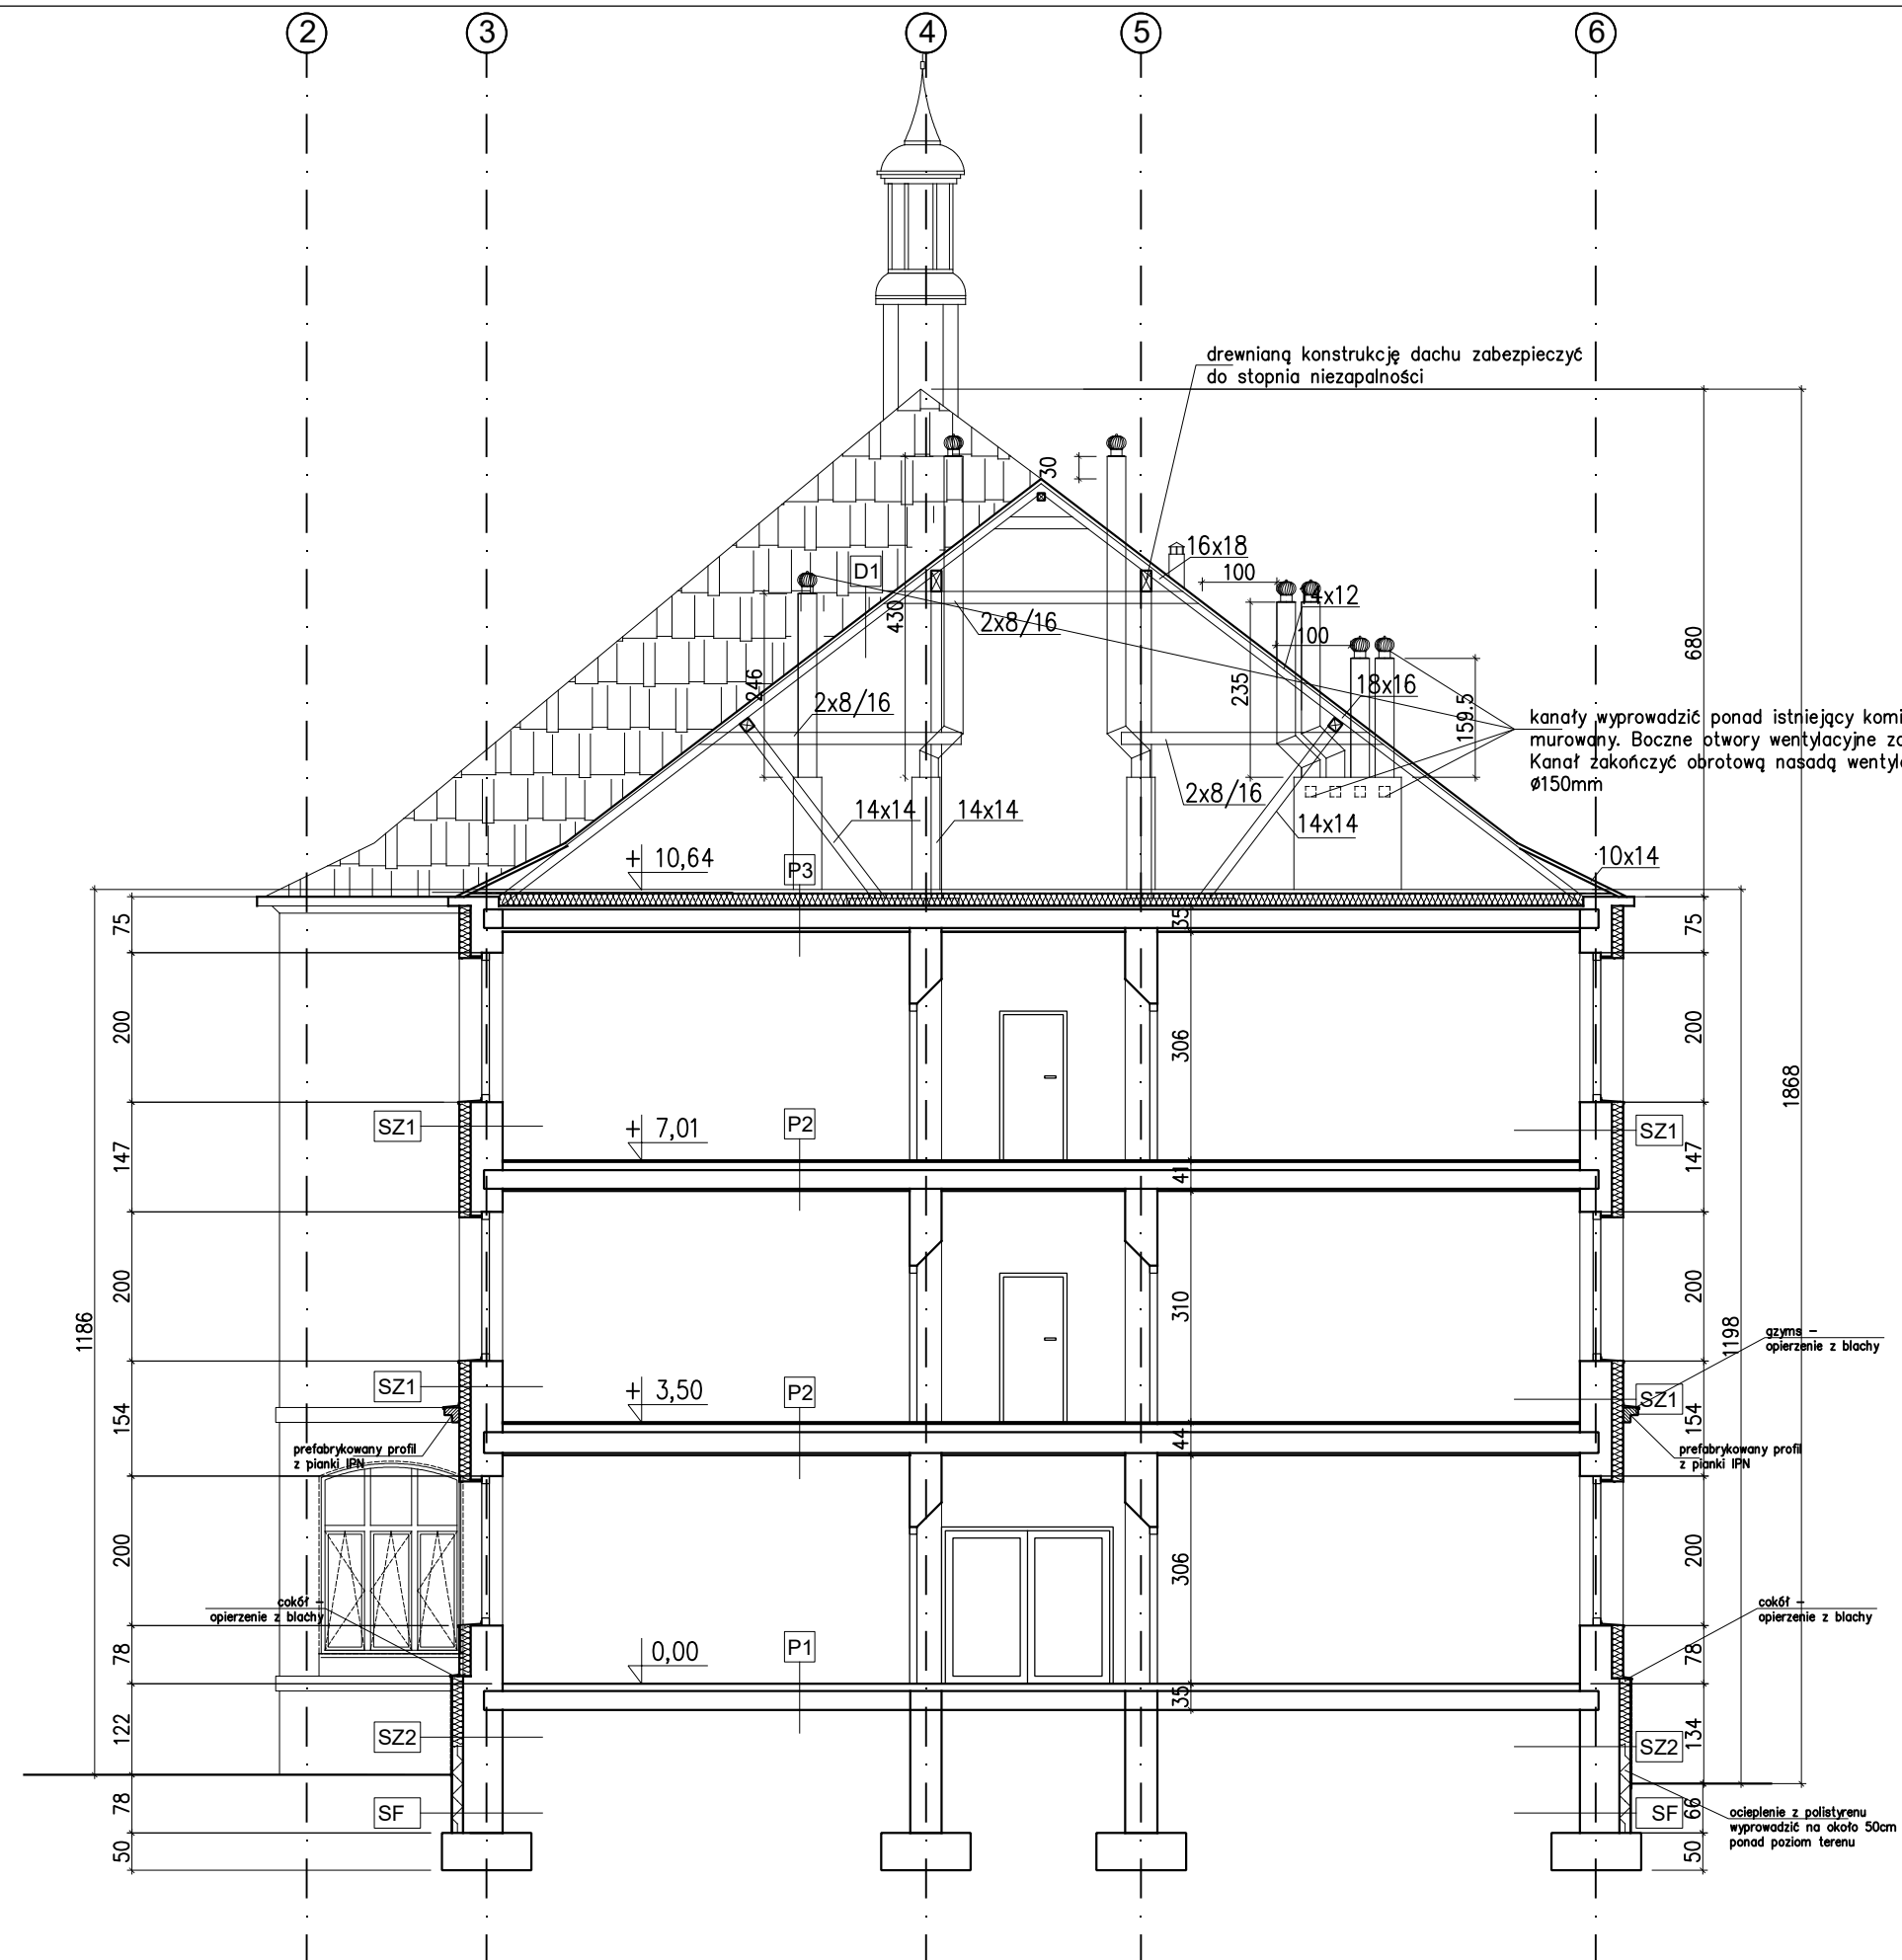 2
3
4
5
6
drewnianą konstrukcję dachu zabezpieczyć
do stopnia niezapalności
30
16x18
100
D1
14x12
430
2x8/16
100
680
246
235
18x16
159.5
2x8/16
kanały wyprowadzić ponad istniejący
murowany. Boczne otwory wentylacyjne
Kanał zakończyć obrotową nasadą
ø150mm
2x8/16
14x14
14x14
14x14
+ 10,64
P3
10x14
75
35
75
200
306
200
1868
SZ1
+ 7,01
P2
SZ1
147
41
147
200
310
200
1186
1198
gzyms –
opierzenie z blachy
SZ1
+ 3,50
P2
SZ1
154
44
154
prefabrykowany profil
z pianki IPN
prefabrykowany profil
z pianki IPN
200
306
200
cokół –
opierzenie z blachy
cokół –
opierzenie z blachy
78
0,00
P1
78
35
122
SZ2
134
SZ2
78
SF
66
SF
ocieplenie z polistyrenu
wyprowadzić na około 50cm
ponad poziom terenu
50
50